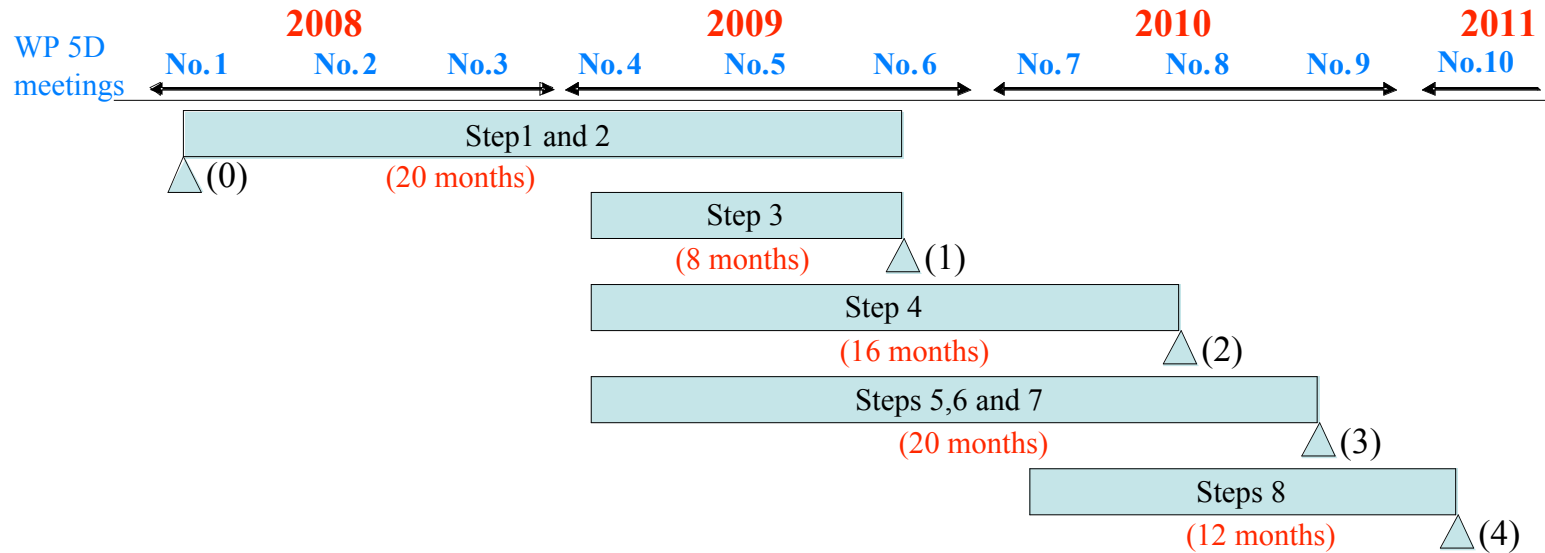 2008 2009 2010 2011
WP 5D
meetings
No.1 No.2 No.3 No.4 No.5 No.6 No.7 No.8 No.9 No.10
Step1 and 2
(0)
(20 months)
Step 3
(8 months)
(1)
Step 4
(16 months)
(2)
Steps 5,6 and 7
(20 months)
(3)
Steps 8
(12 months)
(4)